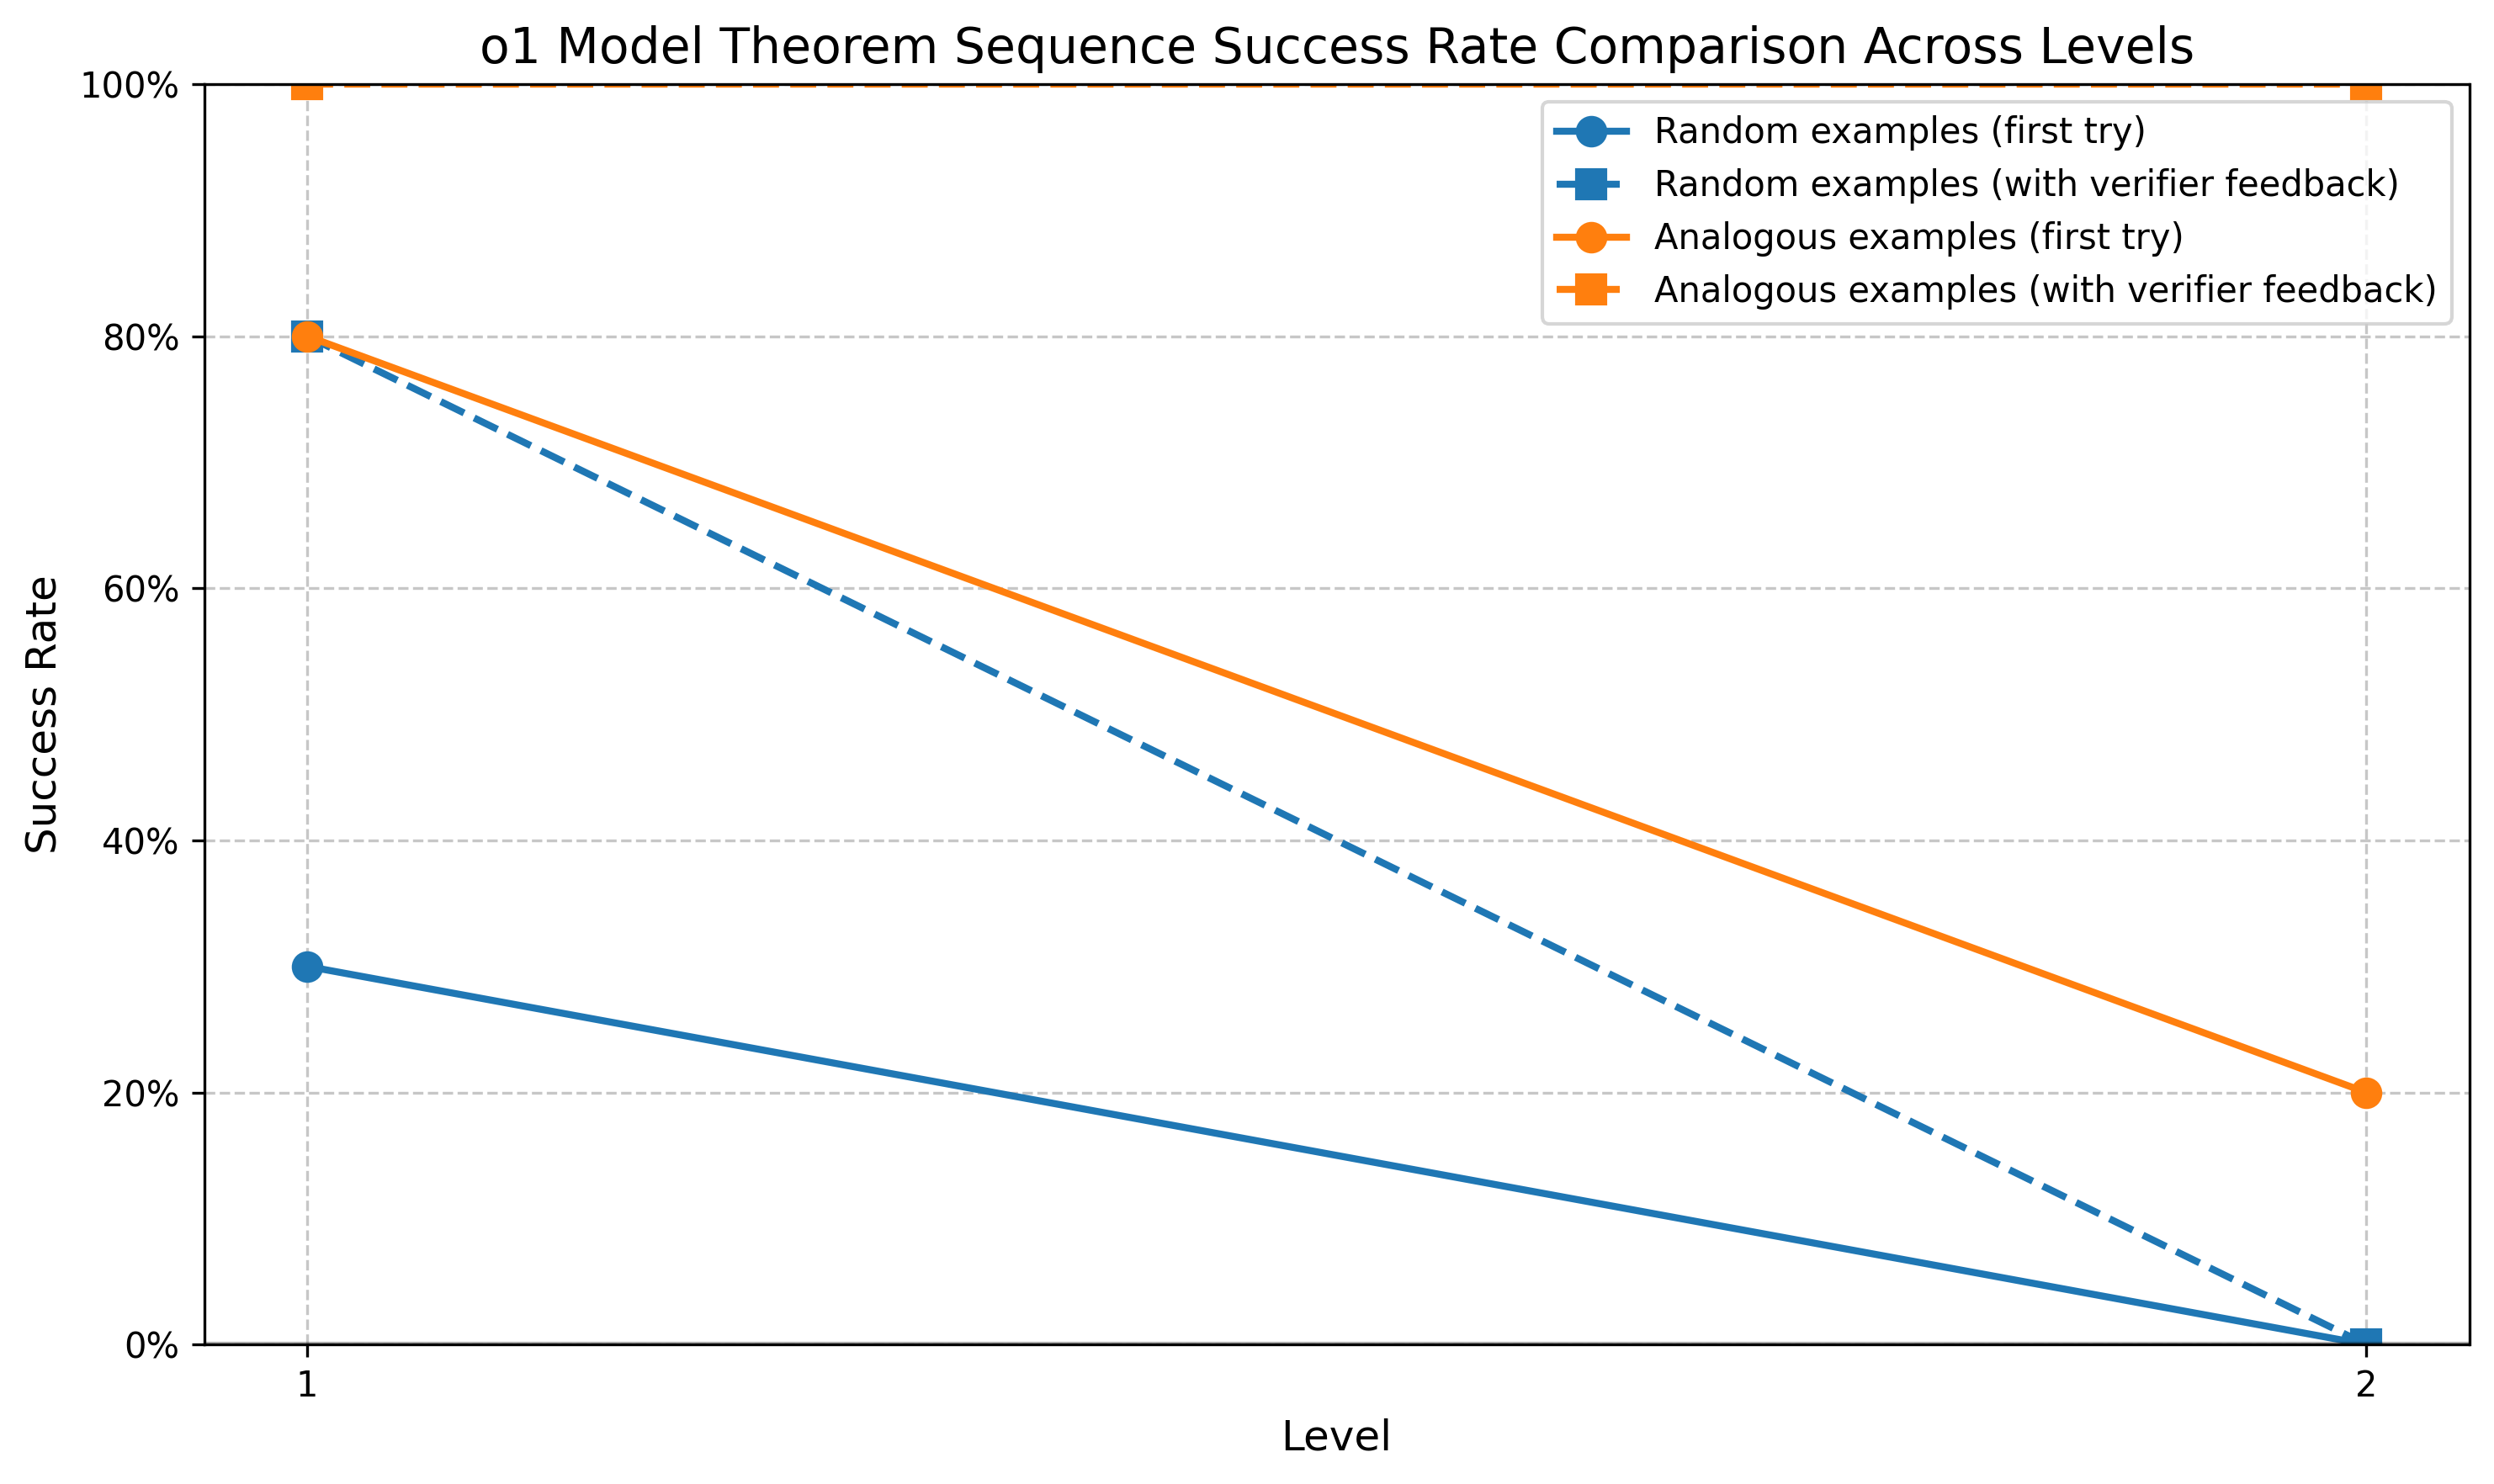 o1 Model Theorem Sequence Success Rate Comparison Across Levels
100%
80%
60%
40%
20%
0%
Success Rate
Random examples (first try)
Random examples (with verifier feedback)
Analogous examples (first try)
Analogous examples (with verifier feedback)
1
2
Level